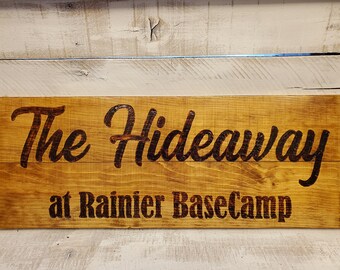 The Hideaway
at Rainier BaseCamp